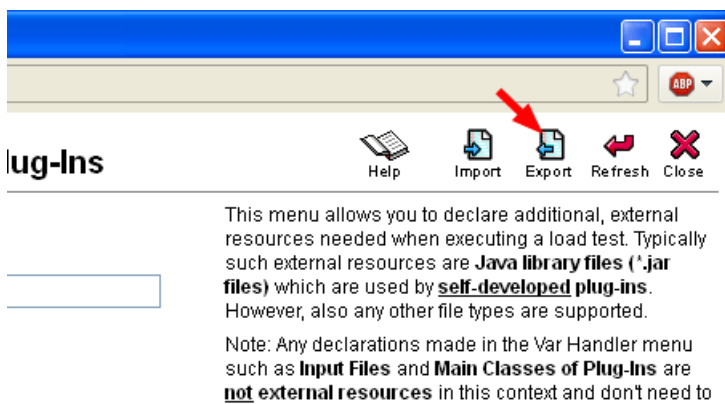 ABP
lug-Ins
Help Import Export Refresh Close
This menu allows you to declare additional, external
resources needed when executing a load test. Typically
such external resources are Java library files (*.jar
files) which are used by self-developed plug-ins.
However, also any other file types are supported.
Note: Any declarations made in the Var Handler menu
such as Input Files and Main Classes of Plug-Ins are
not external resources in this context and don't need to